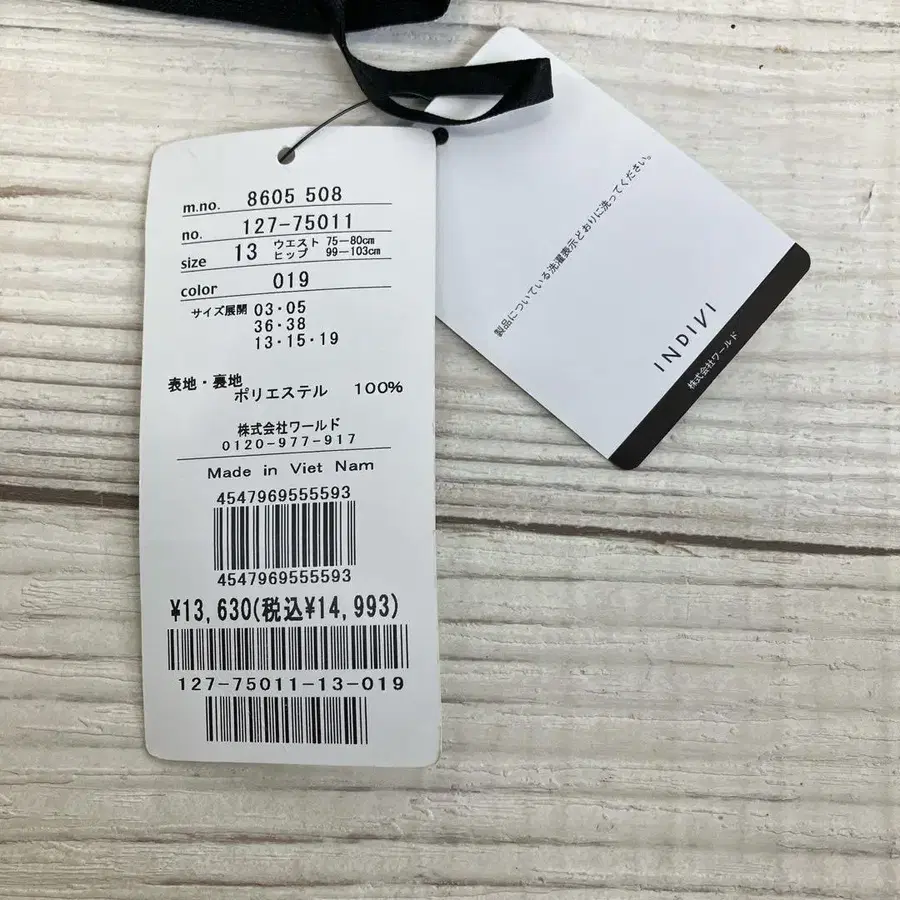 m.no. 8605 508
no. 127-75011
size 13 ウエスト 75-80cm
ヒップ 99-103cm
color 019
サイズ展開 03・05
36・38
13・15・19
表地・裏地
ポリエステル 100%
株式会社ワールド
0120-977-917
Made in Viet Nam
4547969555593
4547969555593
¥13,630(税込¥14,993)
127-75011-13-019
製品についている洗濯表示どおりに洗ってください。
INDIVI
株式会社ワールド